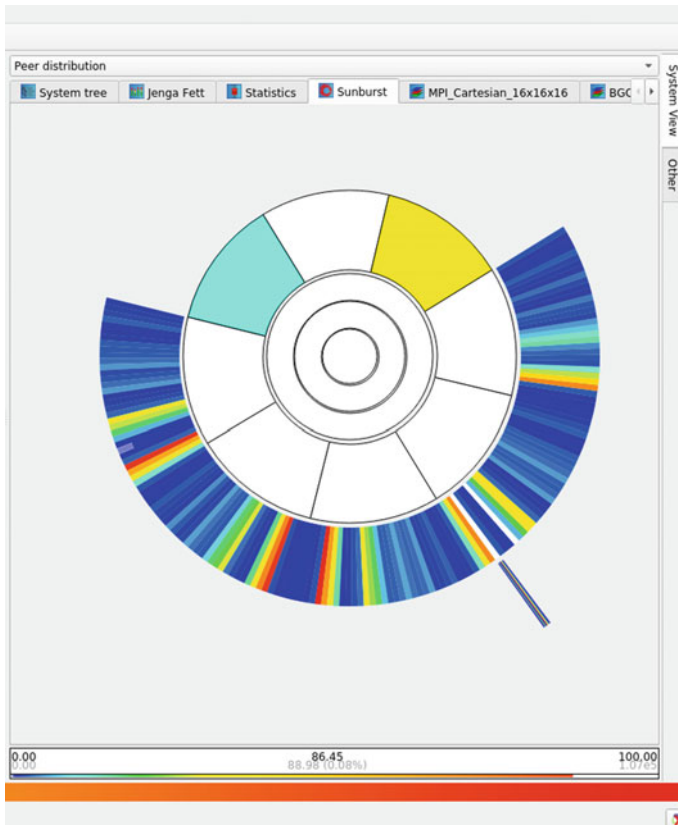 Peer distribution
System tree Jenga Fett Statistics Sunburst MPI_Cartesian_16x16x16 BGC
System View
Other
0.00 86.45 100.00
0.00 88.98 (0.08%) 1.07e5